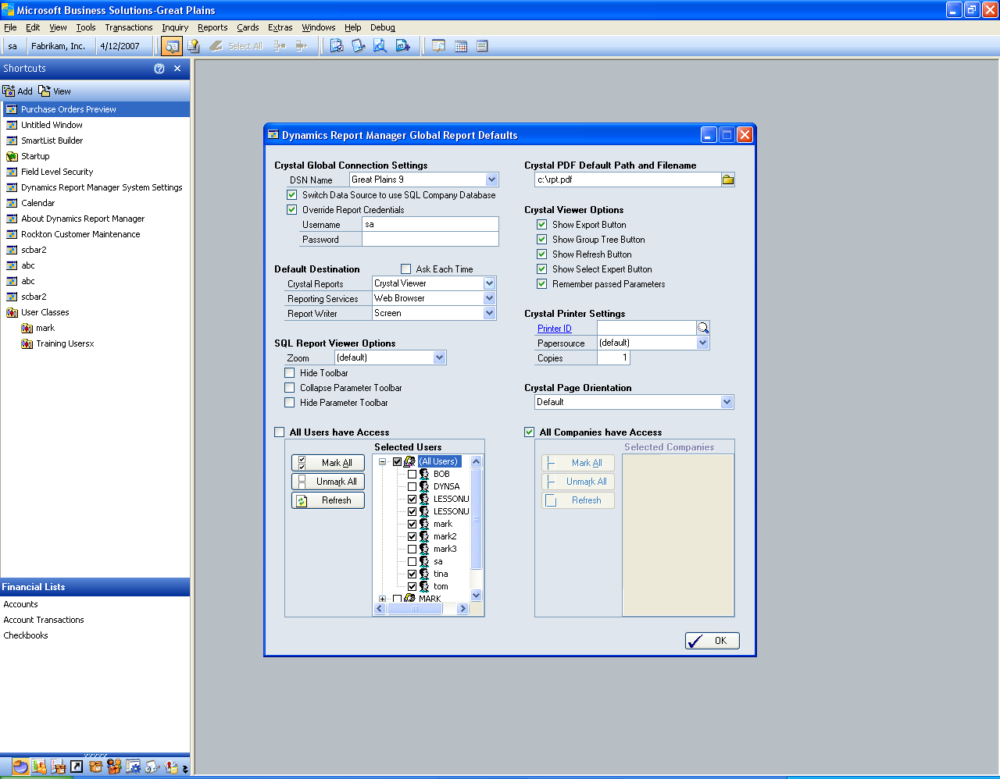 Microsoft Business Solutions-Great Plains
File Edit View Tools Transactions Inquiry Reports Cards Extras Windows Help Debug
sa Fabrikam, Inc. 4/12/2007 Select All
Shortcuts
Add View
Purchase Orders Preview
Untitled Window
SmartList Builder
Startup
Field Level Security
Dynamics Report Manager System Settings
Calendar
About Dynamics Report Manager
Rockton Customer Maintenance
scbar2
abc
abc
scbar2
User Classes
mark
Training Usersx
Financial Lists
Accounts
Account Transactions
Checkbooks
Dynamics Report Manager Global Report Defaults
Crystal Global Connection Settings
DSN Name Great Plains 9
Switch Data Source to use SQL Company Database
Override Report Credentials
Username sa
Password
Default Destination Ask Each Time
Crystal Reports Crystal Viewer
Reporting Services Web Browser
Report Writer Screen
SQL Report Viewer Options
Zoom (default)
Hide Toolbar
Collapse Parameter Toolbar
Hide Parameter Toolbar
All Users have Access
Selected Users
Mark All
Unmark All
Refresh
(All Users)
BOB
DYNSA
LESSONU
LESSONU
mark
mark2
mark3
sa
tina
tom
MARK
Crystal PDF Default Path and Filename
c:\rpt.pdf
Crystal Viewer Options
Show Export Button
Show Group Tree Button
Show Refresh Button
Show Select Expert Button
Remember passed Parameters
Crystal Printer Settings
Printer ID
Papersource (default)
Copies 1
Crystal Page Orientation
Default
All Companies have Access
Selected Companies
Mark All
Unmark All
Refresh
OK